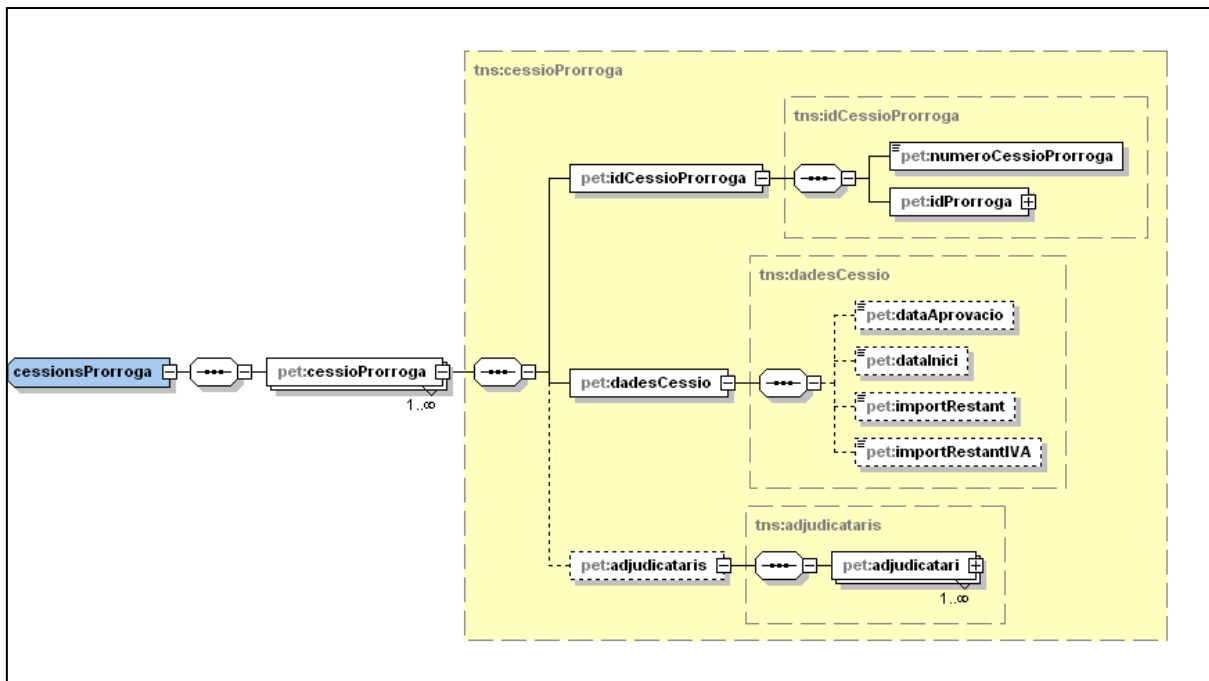 tns:cessioProrroga
tns:idCessioProrroga
pet:numeroCessioProrroga
pet:idCessioProrroga
pet:idProrroga
tns:dadesCessio
pet:dataAprovacio
pet:dataInici
cessionsProrroga
pet:cessioProrroga
1..∞
pet:dadesCessio
pet:importRestant
pet:importRestantIVA
tns:adjudicataris
pet:adjudicataris
pet:adjudicatari
1..∞